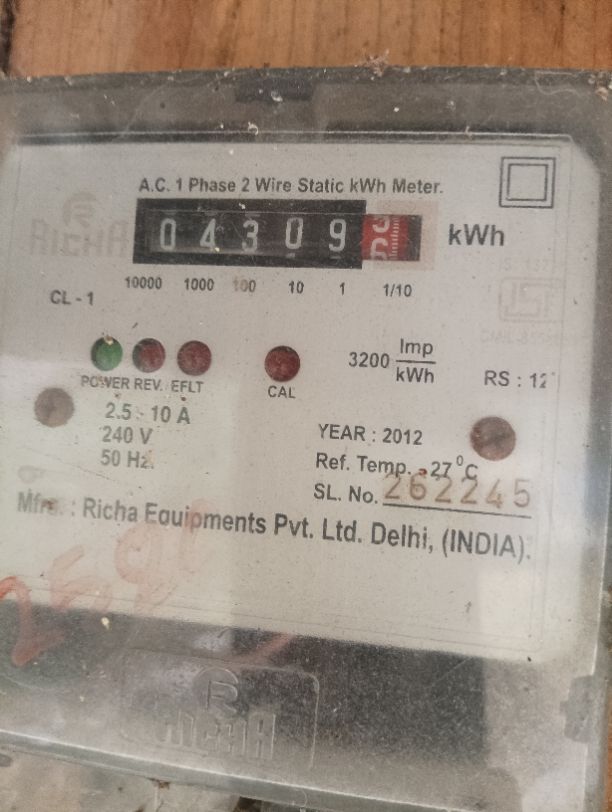 A.C. 1 Phase 2 Wire Static kWh Meter.
RICHA
0 4 3 0 9 kWh
10000 1000 100 10 1 1/10
CL - 1
POWER REV. EFLT
CAL
3200 Imp/kWh
RS : 12
2.5 - 10 A
240 V
50 Hz.
YEAR : 2012
Ref. Temp. - 27°C
SL. No. 262245
Mfrs. : Richa Equipments Pvt. Ltd. Delhi, (INDIA).
RICHA